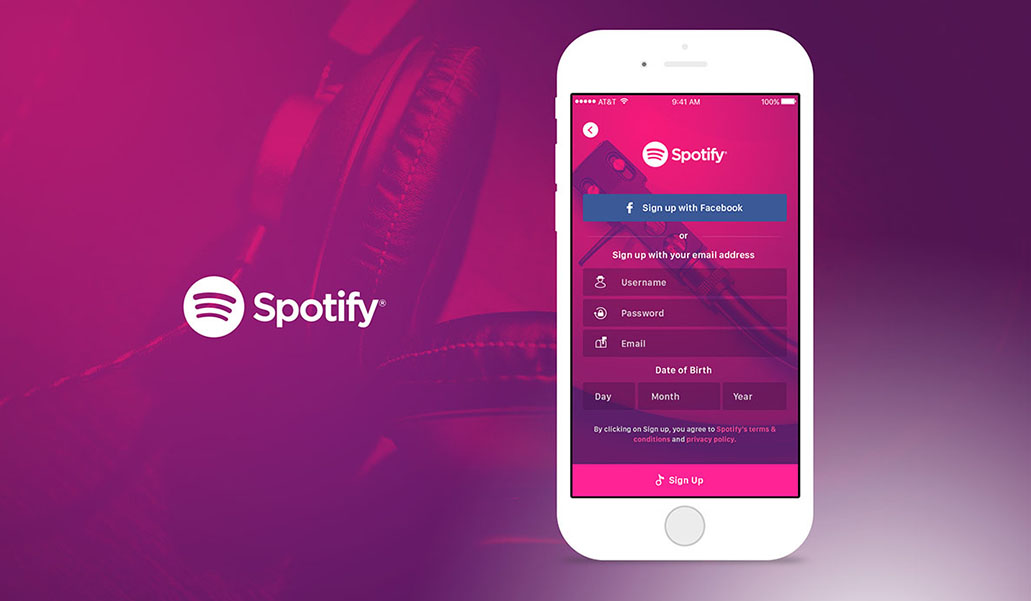 Spotify®
AT&T 9:41 AM 100%
Spotify®
f Sign up with Facebook
or
Sign up with your email address
Username
Password
Email
Date of Birth
Day Month Year
By clicking on Sign up, you agree to Spotify's terms &
conditions and privacy policy.
Sign Up